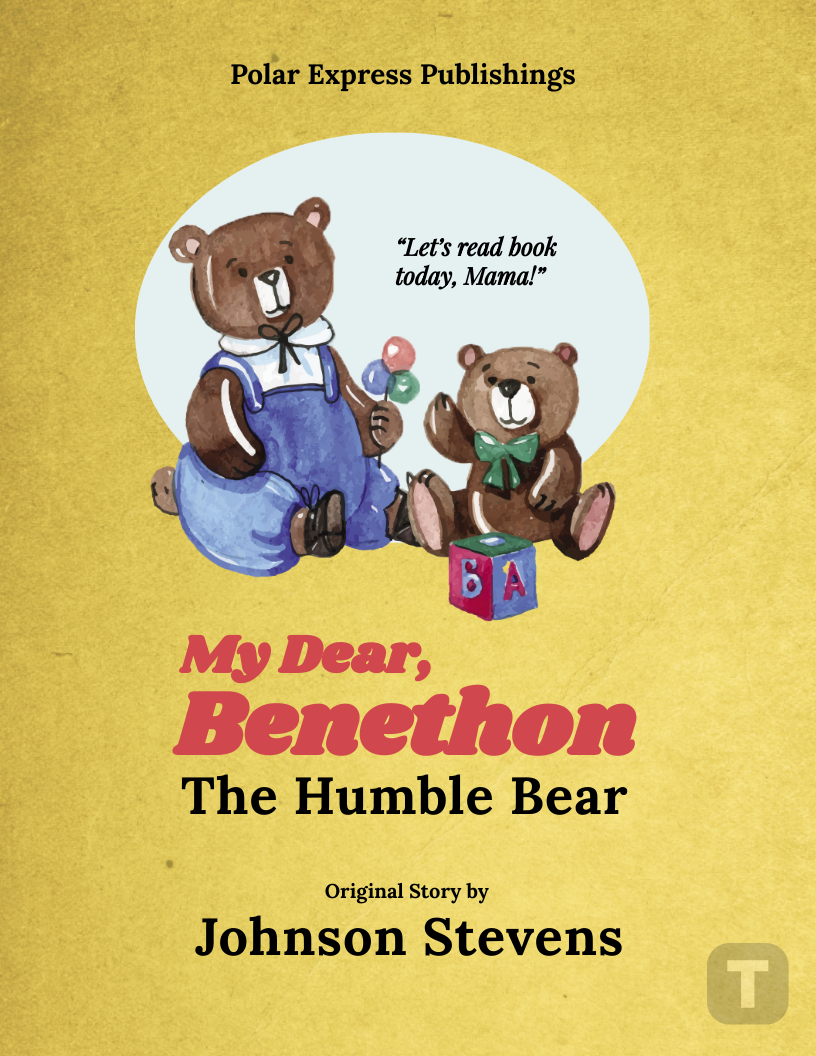 Polar Express Publishings
“Let’s read book
today, Mama!”
Б A
My Dear,
Benethon
The Humble Bear
Original Story by
Johnson Stevens
T